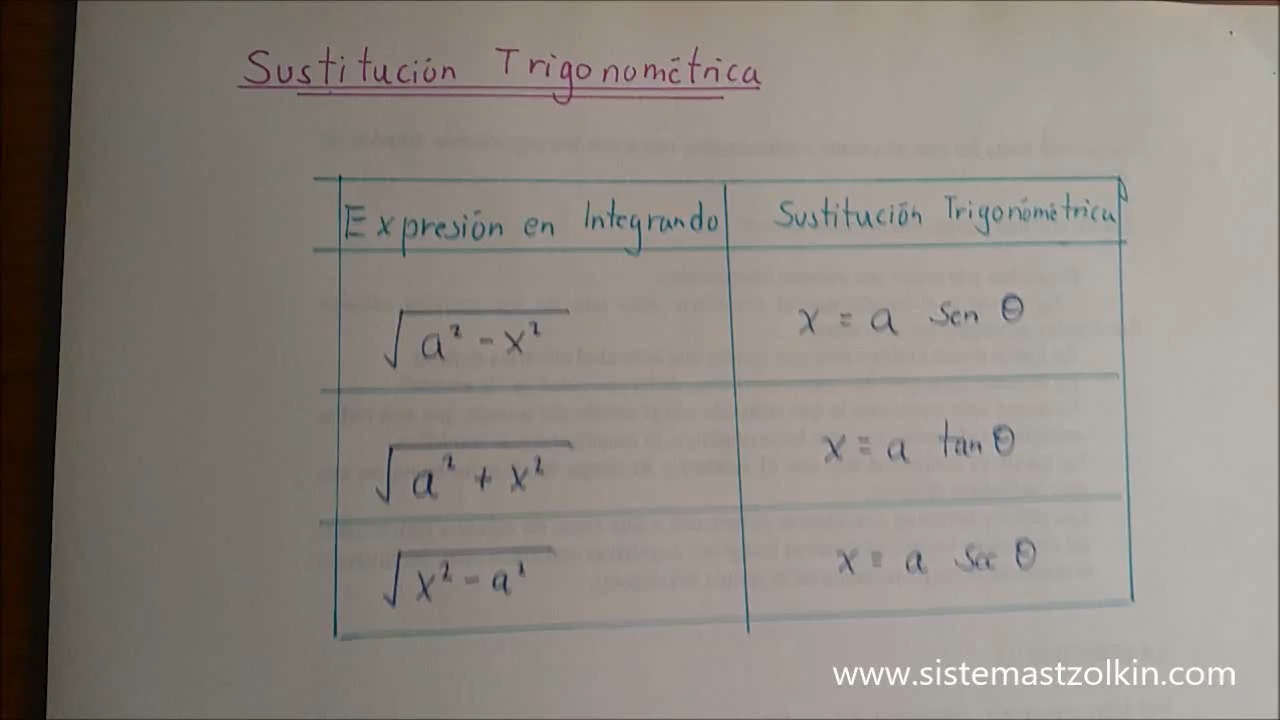 Sustitución Trigonométrica
Expresión en Integrando Sustitución Trigonométrica
√a² - x² x = a sen θ
√a² + x² x = a tan θ
√x² - a² x = a sec θ
www.sistemastzolkin.com